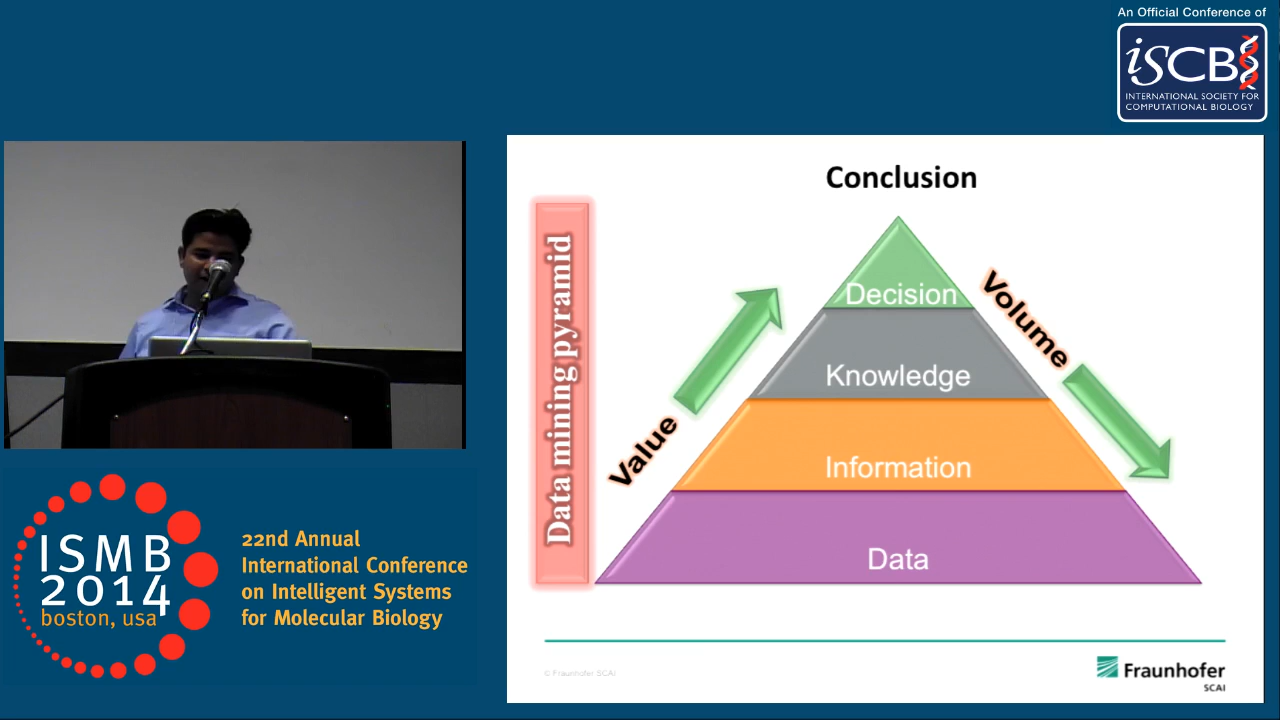 An Official Conference of
iSCB
INTERNATIONAL SOCIETY FOR
COMPUTATIONAL BIOLOGY
Conclusion
Data mining pyramid
Value
Volume
Decision
Knowledge
Information
Data
© Fraunhofer SCAI
Fraunhofer
SCAI
ISMB
2014
boston, usa
22nd Annual
International Conference
on Intelligent Systems
for Molecular Biology